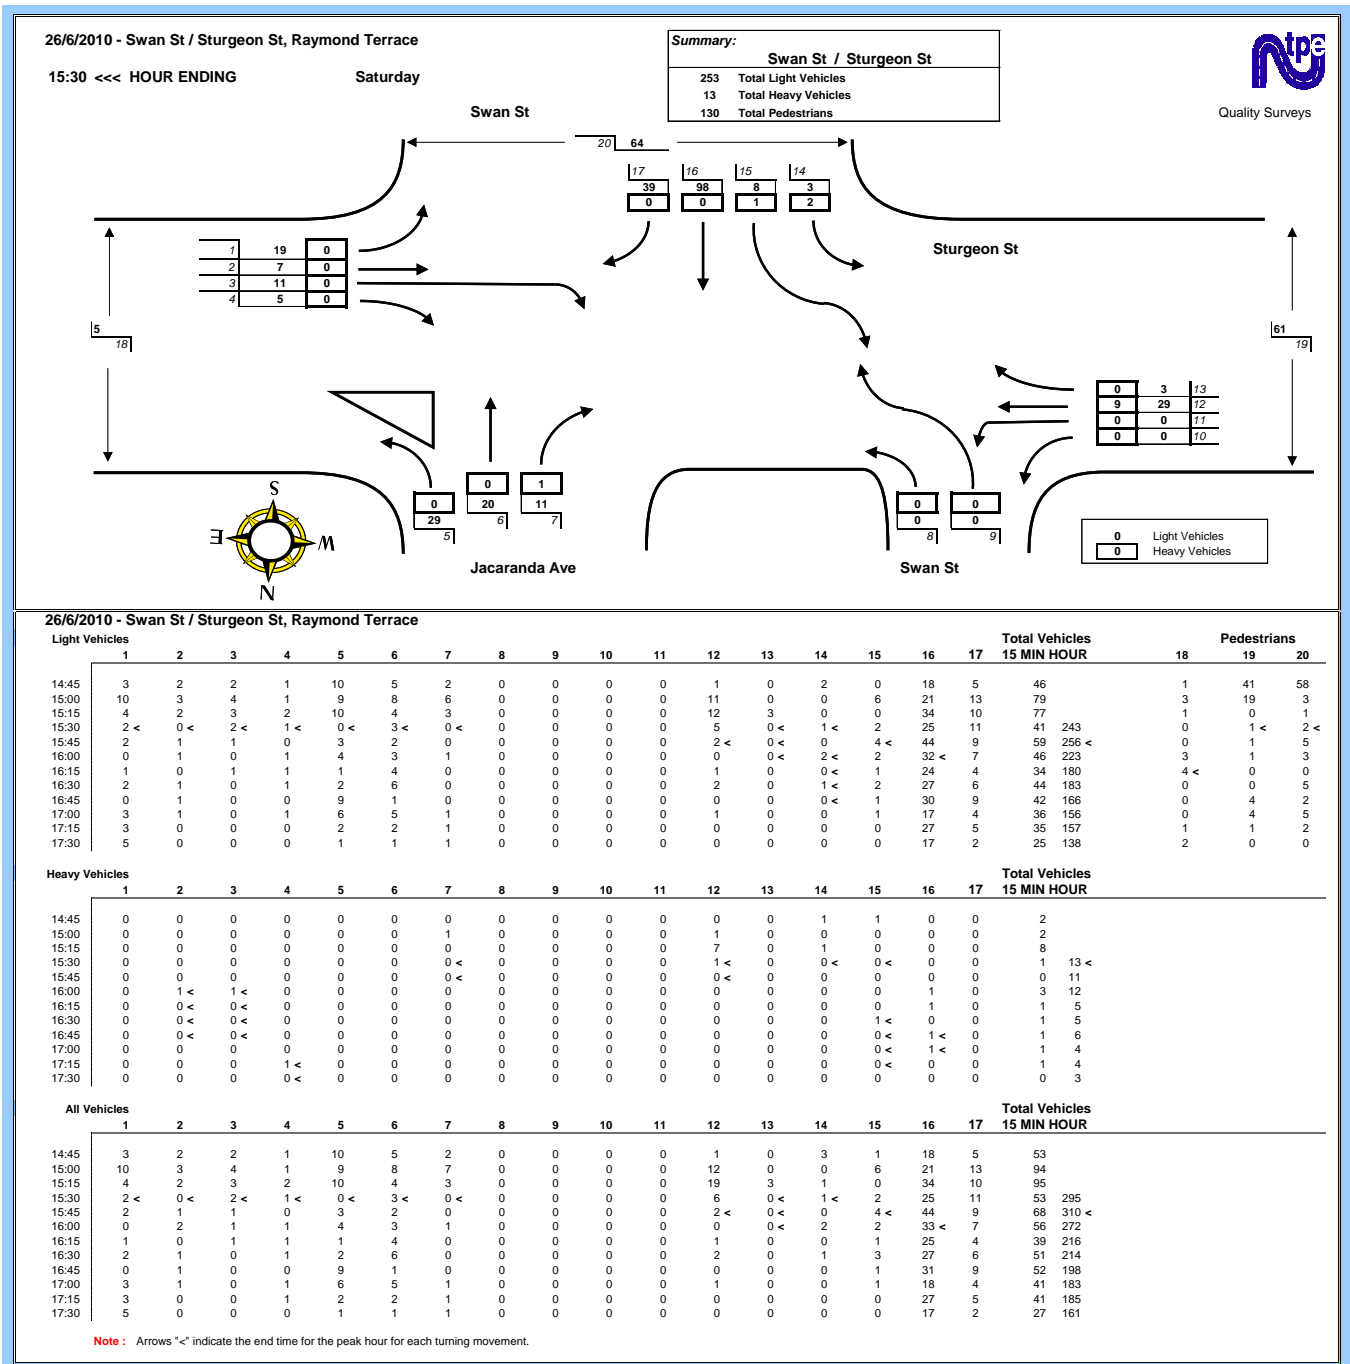 26/6/2010 - Swan St / Sturgeon St, Raymond Terrace
15:30 <<< HOUR ENDING Saturday
Summary:
Swan St / Sturgeon St
253 Total Light Vehicles
13 Total Heavy Vehicles
130 Total Pedestrians
tpe
Quality Surveys
Swan St
20 64
17 16 15 14
39 98 8 3
0 0 1 2
Sturgeon St
1 19 0
2 7 0
3 11 0
4 5 0
5
18
61
19
0 3 13
9 29 12
0 0 11
0 0 10
0 1
0 20 11 0 0
29 6 7 0 0
5 8 9
S
E W
N
Jacaranda Ave
Swan St
0 Light Vehicles
0 Heavy Vehicles
26/6/2010 - Swan St / Sturgeon St, Raymond Terrace
Light Vehicles Total Vehicles Pedestrians
1 2 3 4 5 6 7 8 9 10 11 12 13 14 15 16 17 15 MIN HOUR 18 19 20
14:45 3 2 2 1 10 5 2 0 0 0 0 1 0 2 0 18 5 46 1 41 58
15:00 10 3 4 1 9 8 6 0 0 0 0 11 0 0 6 21 13 79 3 19 3
15:15 4 2 3 2 10 4 3 0 0 0 0 12 3 0 0 34 10 77 1 0 1
15:30 2 < 0 < 2 < 1 < 0 < 3 < 0 < 0 0 0 0 5 0 < 1 < 2 25 11 41 243 0 1 < 2 <
15:45 2 1 1 0 3 2 0 0 0 0 0 2 < 0 < 0 4 < 44 9 59 256 < 0 1 5
16:00 0 1 0 1 4 3 1 0 0 0 0 0 0 < 2 < 2 32 < 7 46 223 3 1 3
16:15 1 0 1 1 1 4 0 0 0 0 0 1 0 0 < 1 24 4 34 180 4 < 0 0
16:30 2 1 0 1 2 6 0 0 0 0 0 2 0 1 < 2 27 6 44 183 0 0 5
16:45 0 1 0 0 9 1 0 0 0 0 0 0 0 0 < 1 30 9 42 166 0 4 2
17:00 3 1 0 1 6 5 1 0 0 0 0 1 0 0 1 17 4 36 156 0 4 5
17:15 3 0 0 0 2 2 1 0 0 0 0 0 0 0 0 27 5 35 157 1 1 2
17:30 5 0 0 0 1 1 1 0 0 0 0 0 0 0 0 17 2 25 138 2 0 0
Heavy Vehicles Total Vehicles
1 2 3 4 5 6 7 8 9 10 11 12 13 14 15 16 17 15 MIN HOUR
14:45 0 0 0 0 0 0 0 0 0 0 0 0 0 1 1 0 0 2
15:00 0 0 0 0 0 0 1 0 0 0 0 1 0 0 0 0 0 2
15:15 0 0 0 0 0 0 0 0 0 0 0 7 0 1 0 0 0 8
15:30 0 0 0 0 0 0 0 < 0 0 0 0 1 < 0 0 < 0 < 0 0 1 13 <
15:45 0 0 0 0 0 0 0 < 0 0 0 0 0 < 0 0 0 0 0 0 11
16:00 0 1 < 1 < 0 0 0 0 0 0 0 0 0 0 0 0 1 0 3 12
16:15 0 0 < 0 < 0 0 0 0 0 0 0 0 0 0 0 0 1 0 1 5
16:30 0 0 < 0 < 0 0 0 0 0 0 0 0 0 0 0 1 < 0 0 1 5
16:45 0 0 < 0 < 0 0 0 0 0 0 0 0 0 0 0 0 < 1 < 0 1 6
17:00 0 0 0 0 0 0 0 0 0 0 0 0 0 0 0 < 1 < 0 1 4
17:15 0 0 0 1 < 0 0 0 0 0 0 0 0 0 0 0 < 0 0 1 4
17:30 0 0 0 0 < 0 0 0 0 0 0 0 0 0 0 0 0 0 0 3
All Vehicles Total Vehicles
1 2 3 4 5 6 7 8 9 10 11 12 13 14 15 16 17 15 MIN HOUR
14:45 3 2 2 1 10 5 2 0 0 0 0 1 0 3 1 18 5 53
15:00 10 3 4 1 9 8 7 0 0 0 0 12 0 0 6 21 13 94
15:15 4 2 3 2 10 4 3 0 0 0 0 19 3 1 0 34 10 95
15:30 2 < 0 < 2 < 1 < 0 < 3 < 0 < 0 0 0 0 6 0 < 1 < 2 25 11 53 295
15:45 2 1 1 0 3 2 0 0 0 0 0 2 < 0 < 0 4 < 44 9 68 310 <
16:00 0 2 1 1 4 3 1 0 0 0 0 0 0 < 2 2 33 < 7 56 272
16:15 1 0 1 1 1 4 0 0 0 0 0 1 0 0 1 25 4 39 216
16:30 2 1 0 1 2 6 0 0 0 0 0 2 0 1 3 27 6 51 214
16:45 0 1 0 0 9 1 0 0 0 0 0 0 0 0 1 31 9 52 198
17:00 3 1 0 1 6 5 1 0 0 0 0 1 0 0 1 18 4 41 183
17:15 3 0 0 1 2 2 1 0 0 0 0 0 0 0 0 27 5 41 185
17:30 5 0 0 0 1 1 1 0 0 0 0 0 0 0 0 17 2 27 161
Note : Arrows "<" indicate the end time for the peak hour for each turning movement.